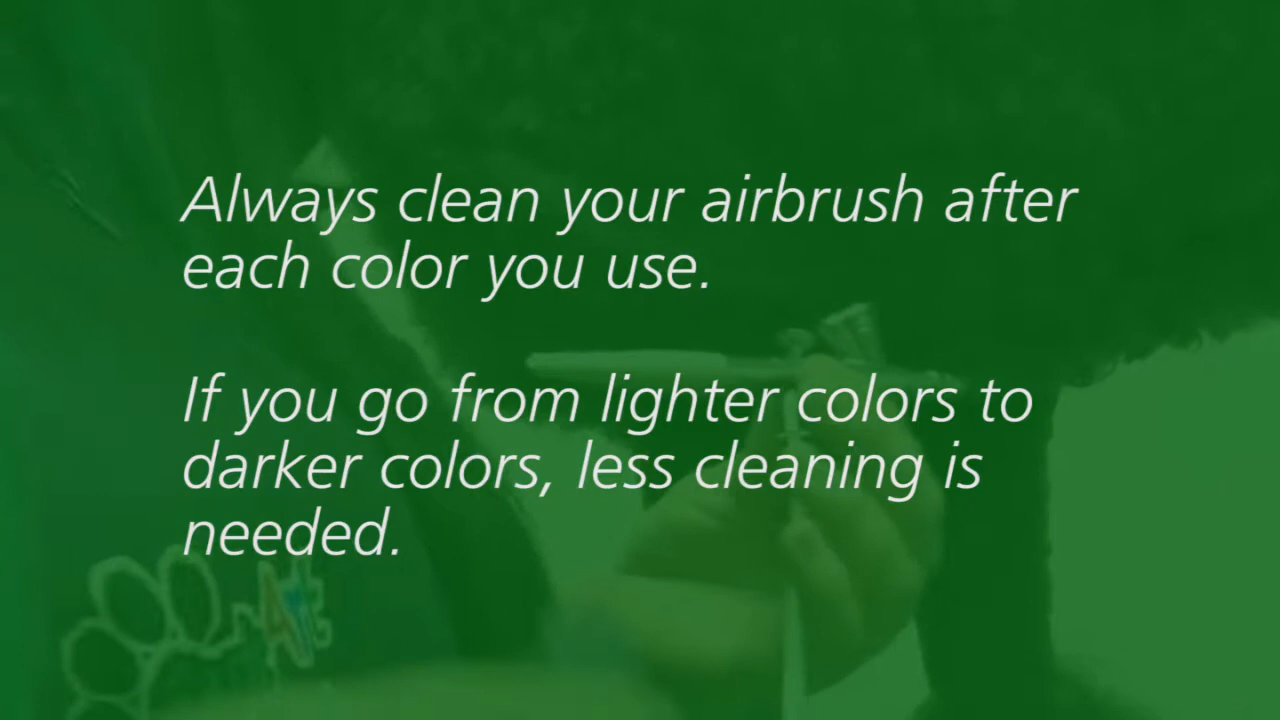 Always clean your airbrush after
each color you use.
If you go from lighter colors to
darker colors, less cleaning is
needed.